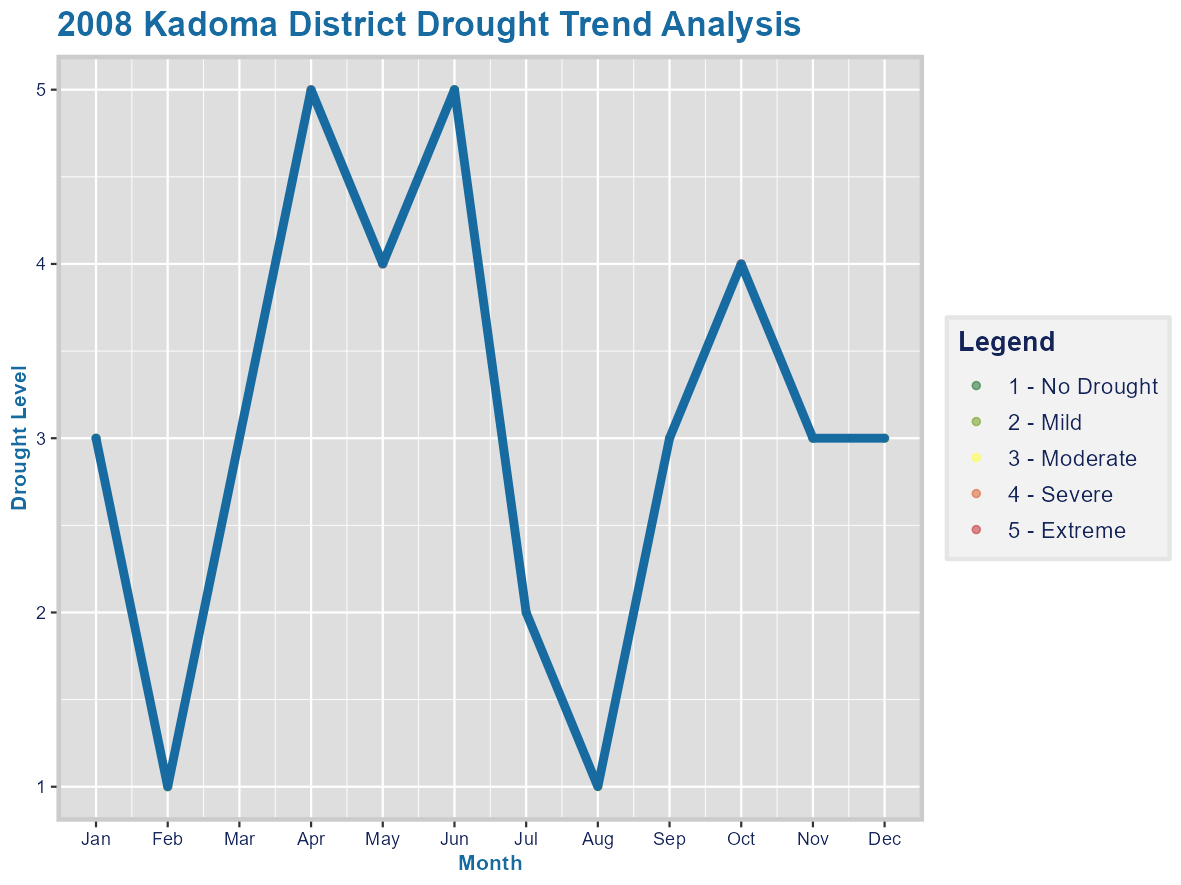 2008 Kadoma District Drought Trend Analysis
5
4
3
2
1
Drought Level
Jan Feb Mar Apr May Jun Jul Aug Sep Oct Nov Dec
Month
Legend
1 - No Drought
2 - Mild
3 - Moderate
4 - Severe
5 - Extreme